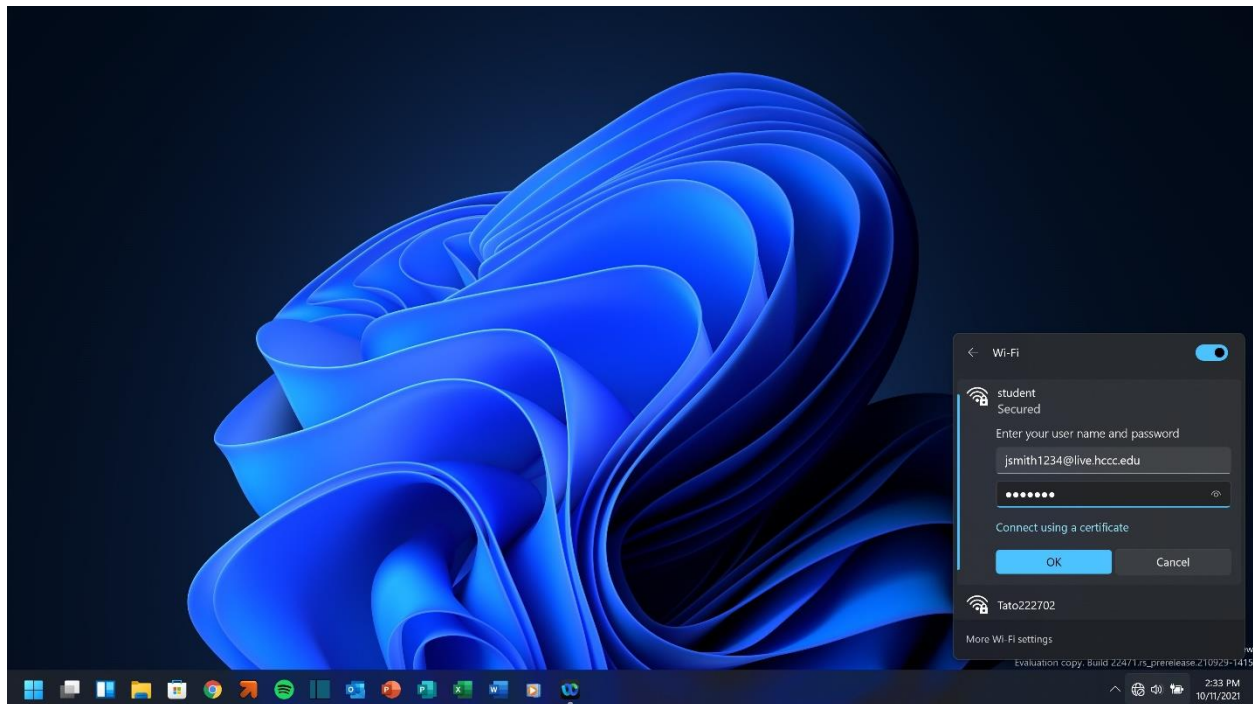 Wi-Fi
student
Secured
Enter your user name and password
jsmith1234@live.hccc.edu
Connect using a certificate
OK
Cancel
Tato222702
More Wi-Fi settings
Evaluation copy. Build 22471.rs_prerelease.210929-1415
2:33 PM
10/11/2021